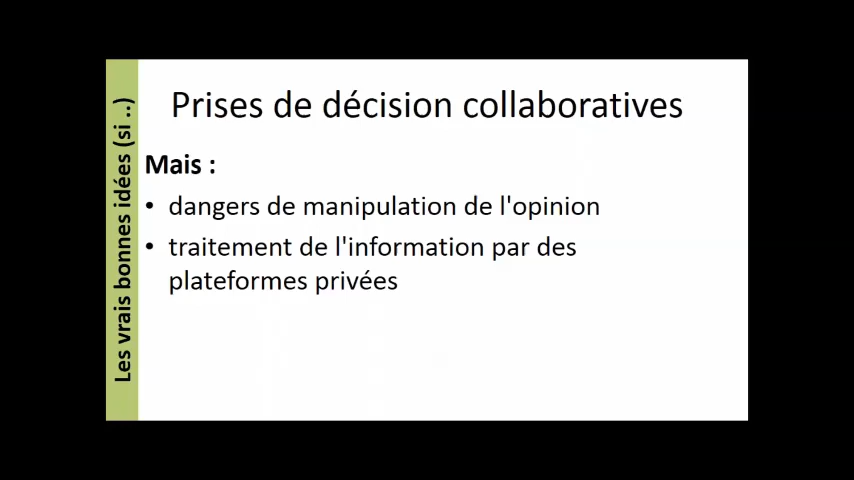 Les vrais bonnes idées (si ..)
Prises de décision collaboratives
Mais :
• dangers de manipulation de l'opinion
• traitement de l'information par des
plateformes privées